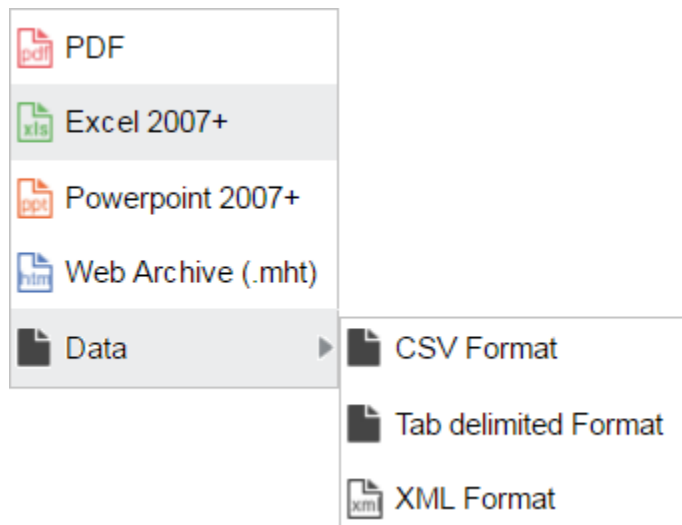 pdf PDF
xls Excel 2007+
ppt Powerpoint 2007+
htm Web Archive (.mht)
Data
CSV Format
Tab delimited Format
xml XML Format